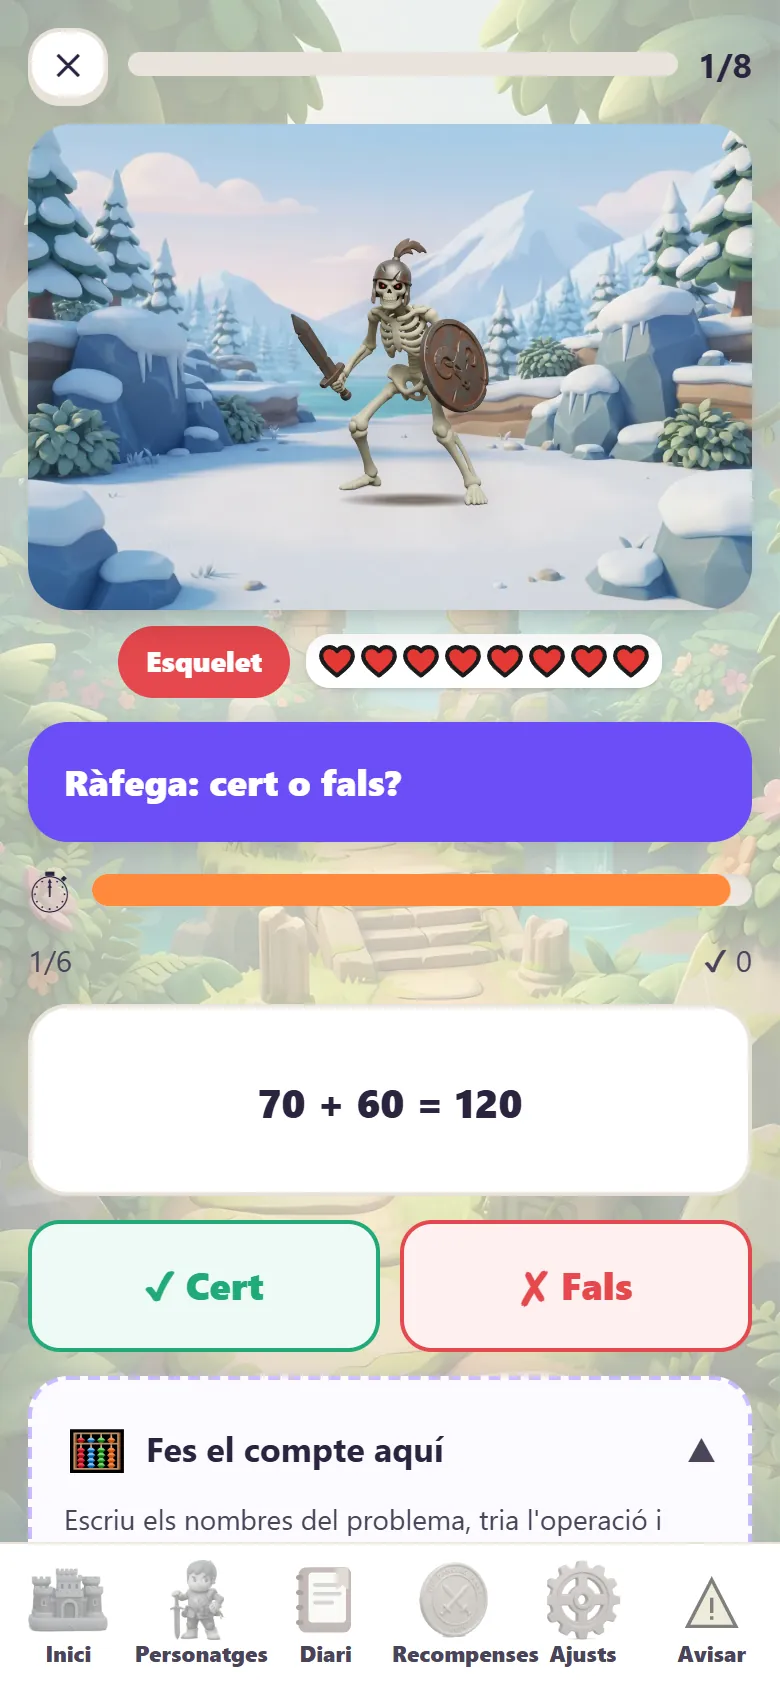 1/8
Esquelet
Ràfega: cert o fals?
1/6
✓ 0
70 + 60 = 120
✓ Cert
✗ Fals
Fes el compte aquí
Escriu els nombres del problema, tria l'operació i
Inici
Personatges
Diari
Recompenses
Ajusts
Avisar